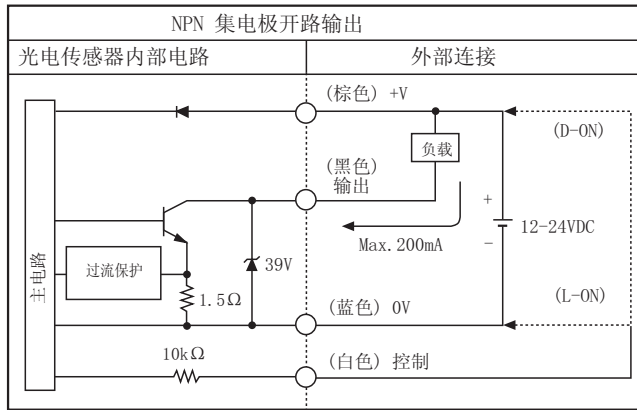 NPN 集电极开路输出
光电传感器内部电路
外部连接
(棕色) +V
(D-ON)
负载
(黑色)
输出
+
12-24VDC
-
Max.200mA
主电路
过流保护
39V
1.5Ω
(L-ON)
(蓝色) 0V
10kΩ
(白色) 控制